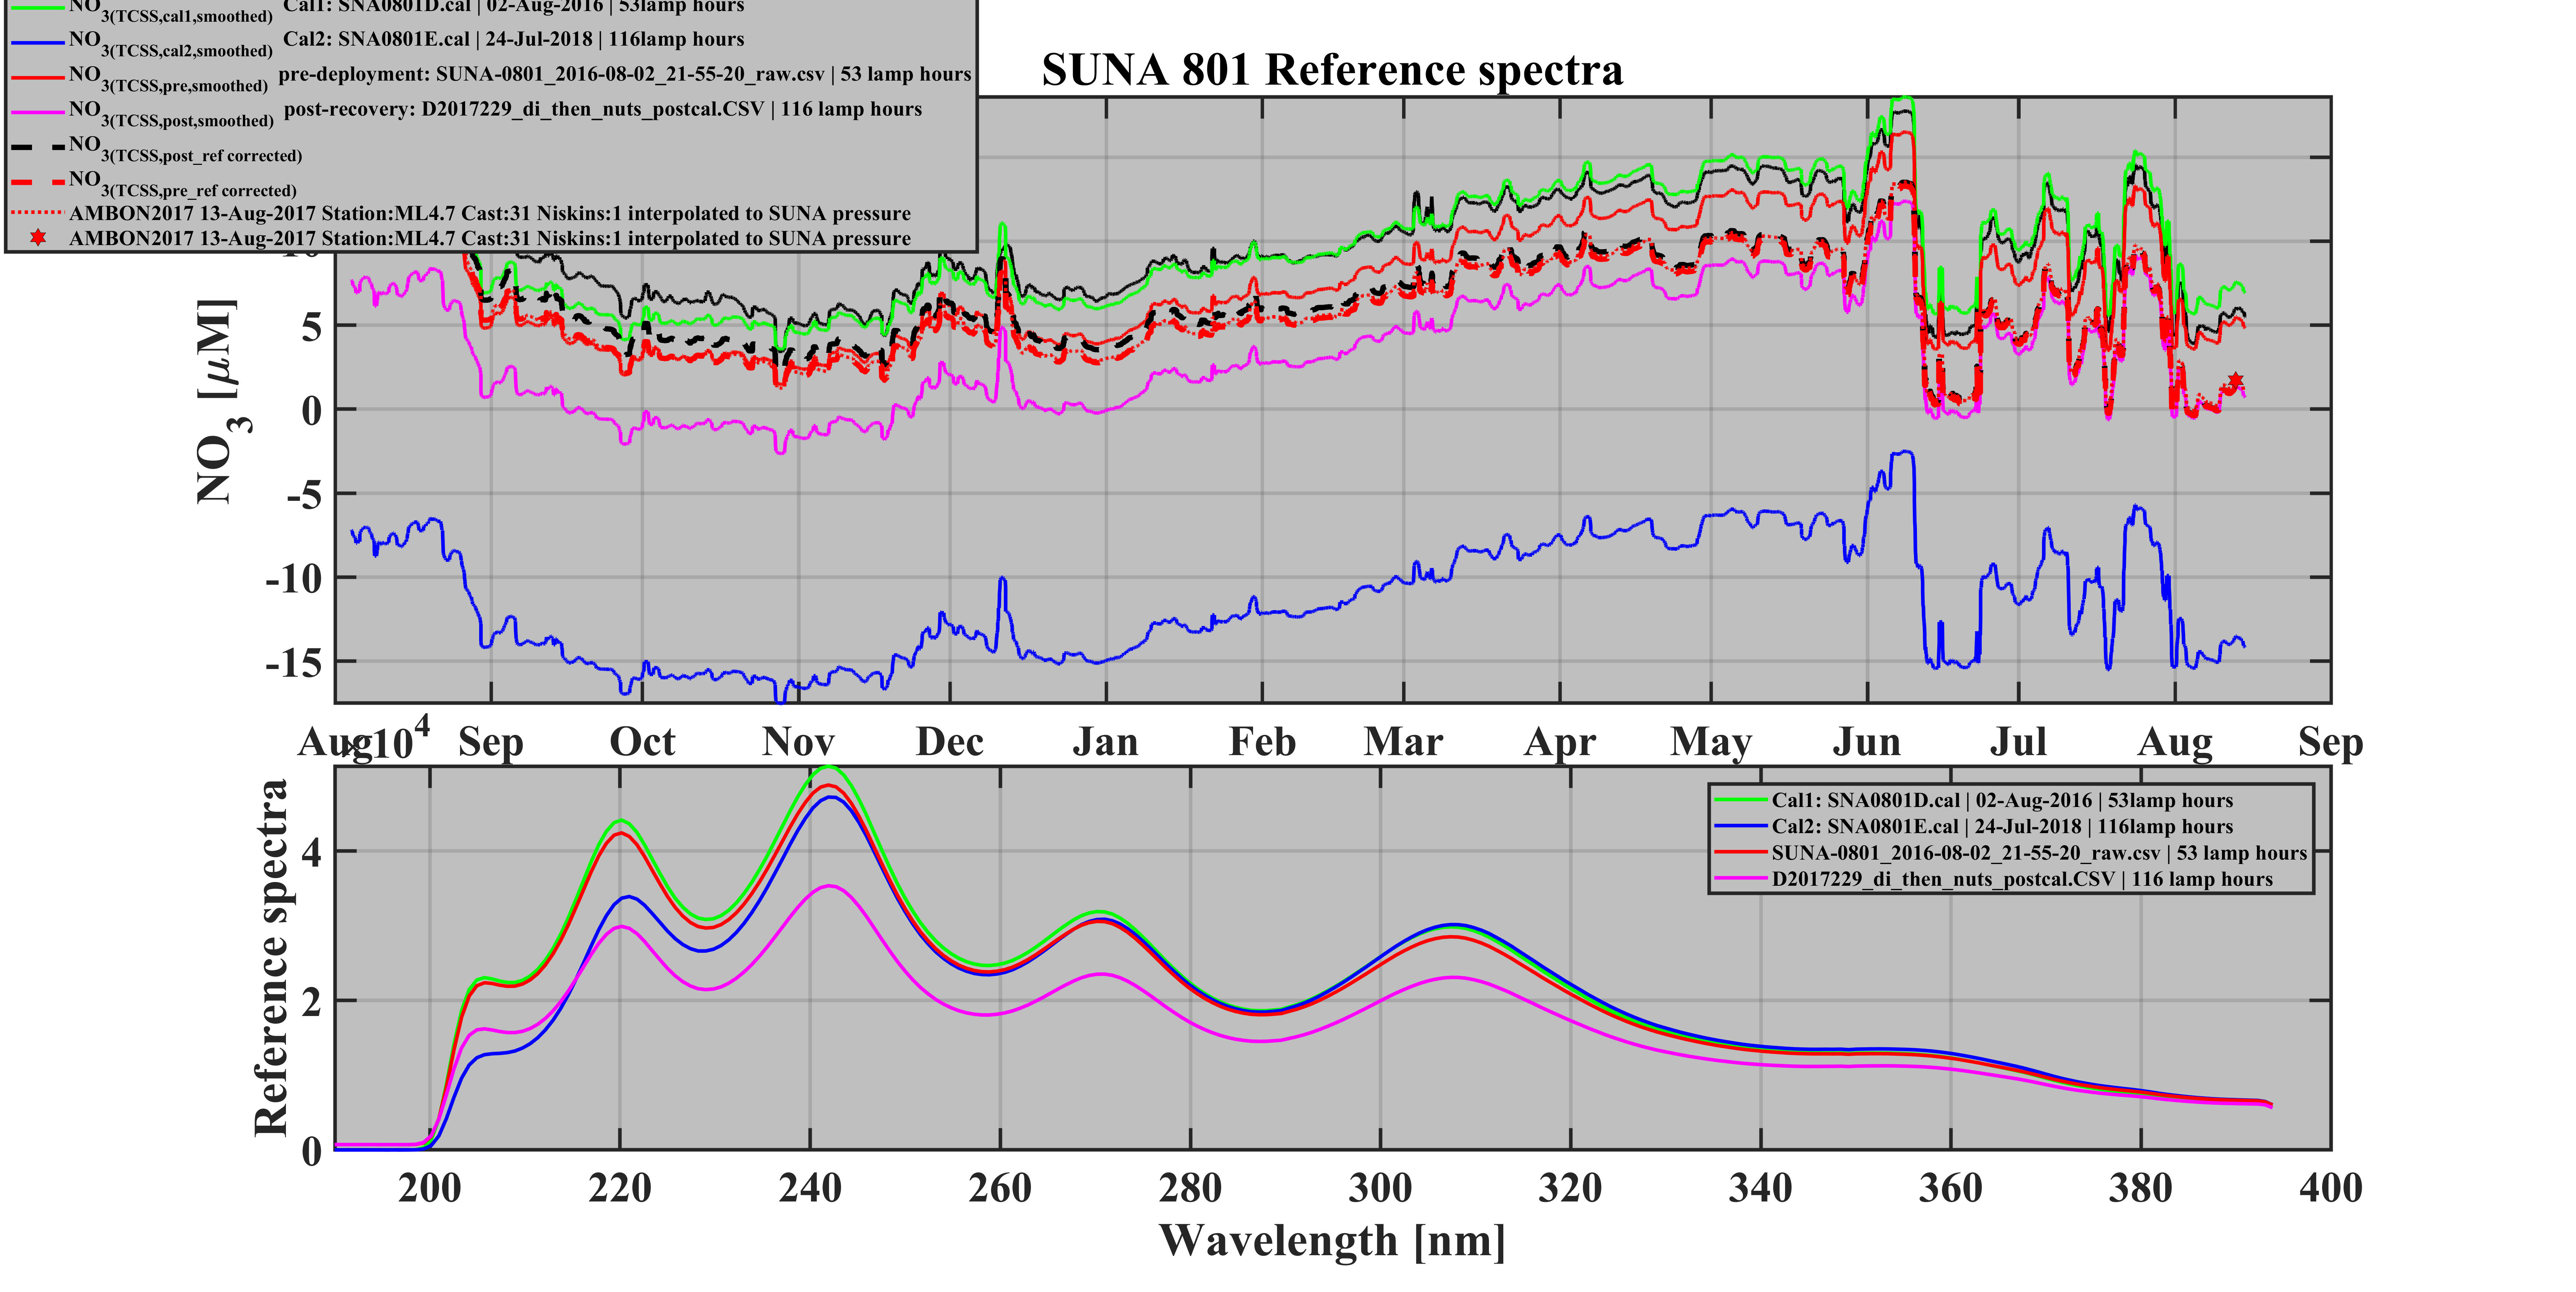 NO3(TCSS,cal1,smoothed) Cal1: SNA0801D.cal | 02-Aug-2016 | 53lamp hours
NO3(TCSS,cal2,smoothed) Cal2: SNA0801E.cal | 24-Jul-2018 | 116lamp hours
NO3(TCSS,pre,smoothed) pre-deployment: SUNA-0801_2016-08-02_21-55-20_raw.csv | 53 lamp hours
NO3(TCSS,post,smoothed) post-recovery: D2017229_di_then_nuts_postcal.CSV | 116 lamp hours
NO3(TCSS,post_ref corrected)
NO3(TCSS,pre_ref corrected)
AMBON2017 13-Aug-2017 Station:ML4.7 Cast:31 Niskins:1 interpolated to SUNA pressure
AMBON2017 13-Aug-2017 Station:ML4.7 Cast:31 Niskins:1 interpolated to SUNA pressure
SUNA 801 Reference spectra
NO3 [μM]
5
0
-5
-10
-15
Aug Sep Oct Nov Dec Jan Feb Mar Apr May Jun Jul Aug Sep
×10^4
Reference spectra
4
2
0
Cal1: SNA0801D.cal | 02-Aug-2016 | 53lamp hours
Cal2: SNA0801E.cal | 24-Jul-2018 | 116lamp hours
SUNA-0801_2016-08-02_21-55-20_raw.csv | 53 lamp hours
D2017229_di_then_nuts_postcal.CSV | 116 lamp hours
200 220 240 260 280 300 320 340 360 380 400
Wavelength [nm]